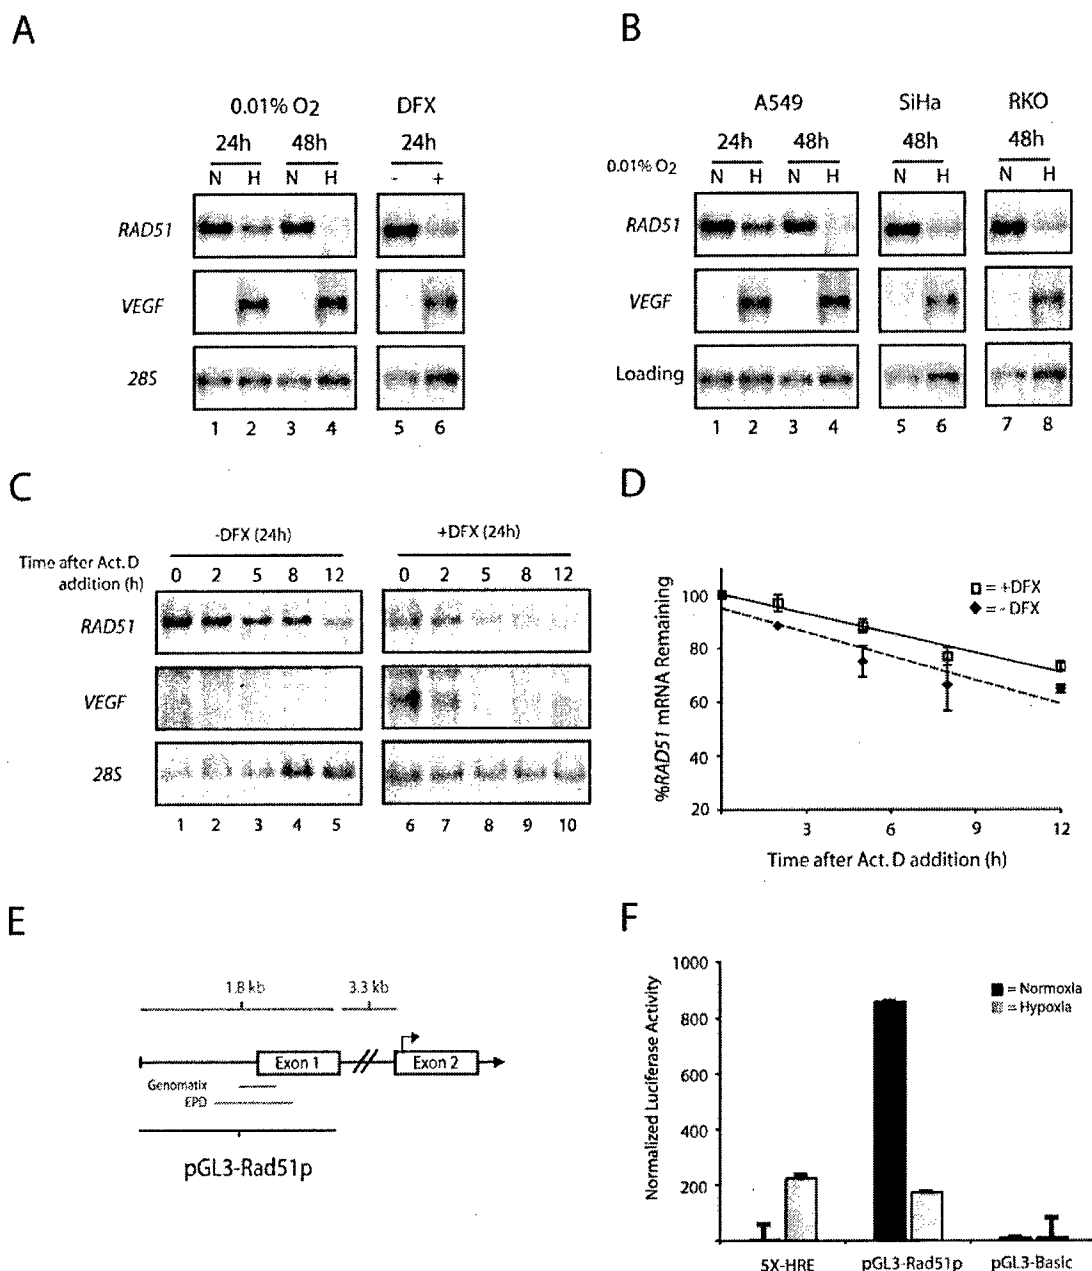 A
0.01% O2 DFX
24h 48h 24h
N H N H - +
RAD51
VEGF
28S
1 2 3 4 5 6
B
A549 SiHa RKO
24h 48h 48h 48h
0.01% O2 N H N H N H N H
RAD51
VEGF
Loading
1 2 3 4 5 6 7 8
C
-DFX (24h) +DFX (24h)
Time after Act. D addition (h) 0 2 5 8 12 0 2 5 8 12
RAD51
VEGF
28S
1 2 3 4 5 6 7 8 9 10
D
= +DFX
= - DFX
%RAD51 mRNA Remaining
100
80
60
40
20
3 6 9 12
Time after Act. D addition (h)
E
1.8 kb 3.3 kb
Exon 1 Exon 2
Genomatix
EPD
pGL3-Rad51p
F
= Normoxia
= Hypoxia
Normalized Luciferase Activity
1000
800
600
400
200
5X-HRE pGL3-Rad51p pGL3-Basic